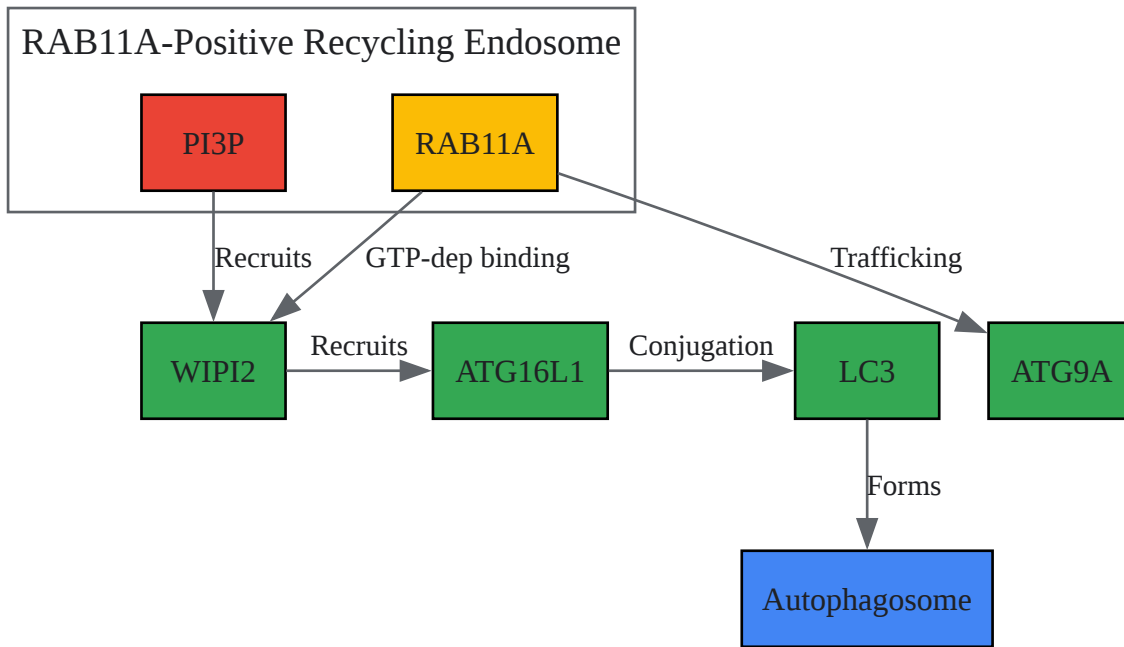 RAB11A-Positive Recycling Endosome
PI3P
RAB11A
Recruits
GTP-dep binding
Trafficking
WIPI2
Recruits
ATG16L1
Conjugation
LC3
ATG9A
Forms
Autophagosome